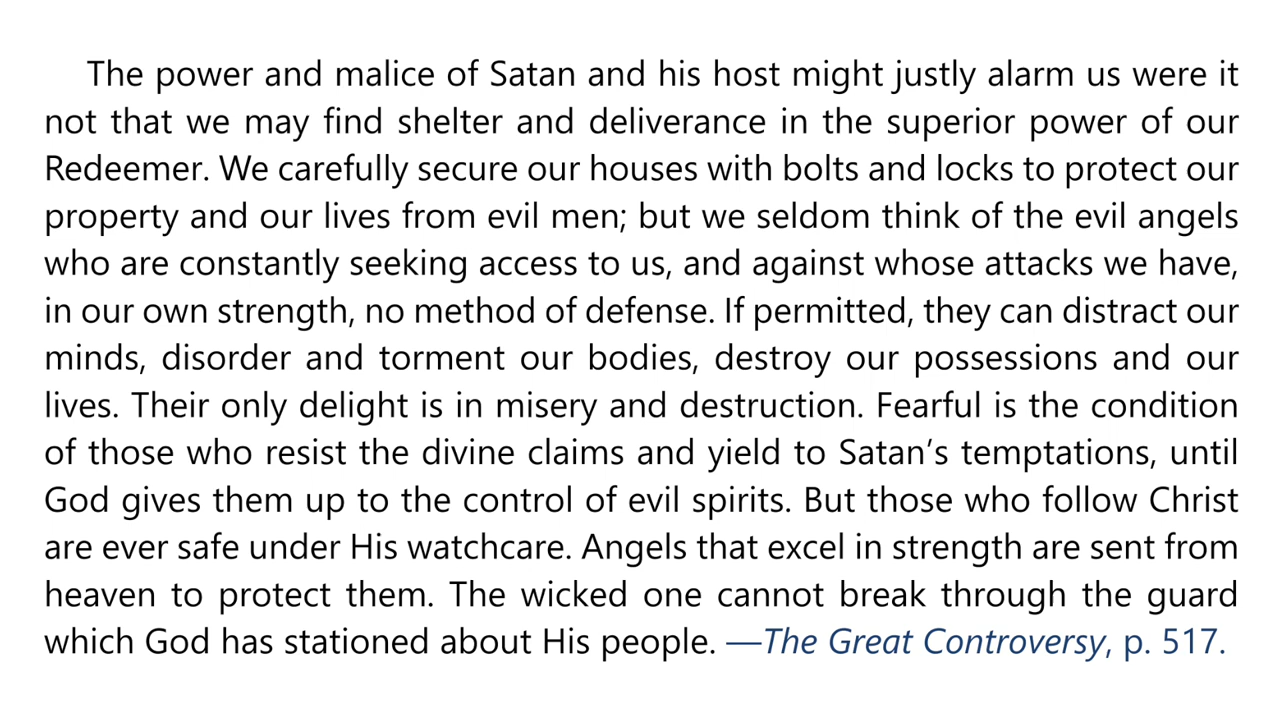 The power and malice of Satan and his host might justly alarm us were it
not that we may find shelter and deliverance in the superior power of our
Redeemer. We carefully secure our houses with bolts and locks to protect our
property and our lives from evil men; but we seldom think of the evil angels
who are constantly seeking access to us, and against whose attacks we have,
in our own strength, no method of defense. If permitted, they can distract our
minds, disorder and torment our bodies, destroy our possessions and our
lives. Their only delight is in misery and destruction. Fearful is the condition
of those who resist the divine claims and yield to Satan’s temptations, until
God gives them up to the control of evil spirits. But those who follow Christ
are ever safe under His watchcare. Angels that excel in strength are sent from
heaven to protect them. The wicked one cannot break through the guard
which God has stationed about His people. —The Great Controversy, p. 517.